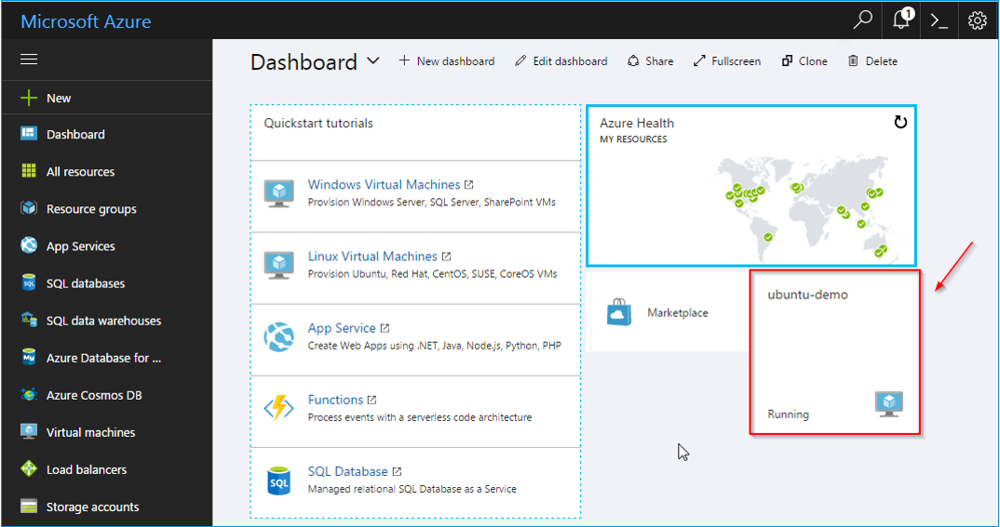 Microsoft Azure
1
New
Dashboard
All resources
Resource groups
App Services
SQL databases
SQL data warehouses
Azure Database for ...
Azure Cosmos DB
Virtual machines
Load balancers
Storage accounts
Dashboard
New dashboard
Edit dashboard
Share
Fullscreen
Clone
Delete
Quickstart tutorials
Windows Virtual Machines
Provision Windows Server, SQL Server, SharePoint VMs
Linux Virtual Machines
Provision Ubuntu, Red Hat, CentOS, SUSE, CoreOS VMs
App Service
Create Web Apps using .NET, Java, Node.js, Python, PHP
Functions
Process events with a serverless code architecture
SQL
SQL Database
Managed relational SQL Database as a Service
Azure Health
MY RESOURCES
Marketplace
ubuntu-demo
Running